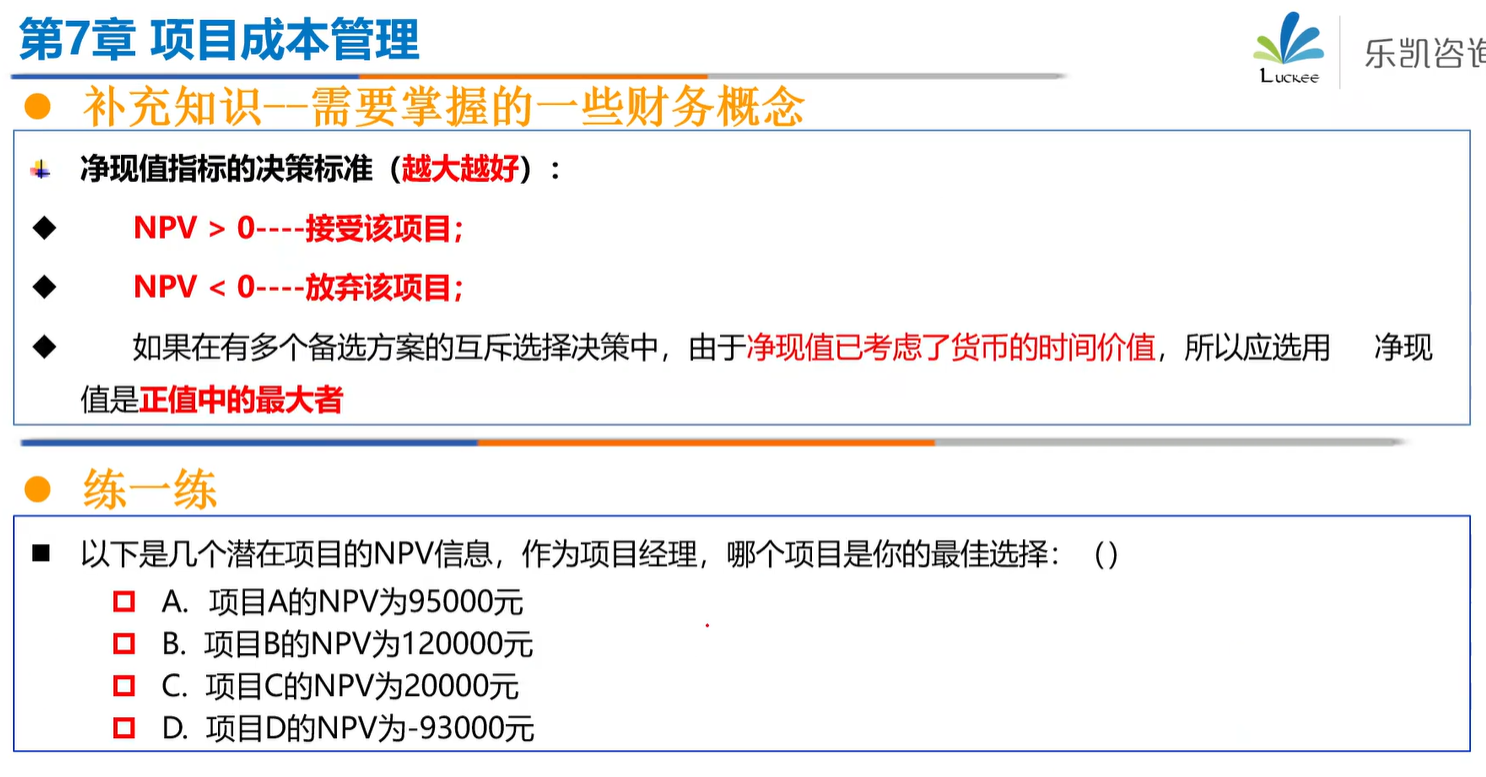 第7章 项目成本管理
Luckee
乐凯咨询
补充知识--需要掌握的一些财务概念
净现值指标的决策标准（越大越好）：
NPV > 0----接受该项目；
NPV < 0----放弃该项目；
如果在有多个备选方案的互斥选择决策中，由于净现值已考虑了货币的时间价值，所以应选用 净现
值是正值中的最大者
练一练
以下是几个潜在项目的NPV信息，作为项目经理，哪个项目是你的最佳选择：（）
A. 项目A的NPV为95000元
B. 项目B的NPV为120000元
C. 项目C的NPV为20000元
D. 项目D的NPV为-93000元